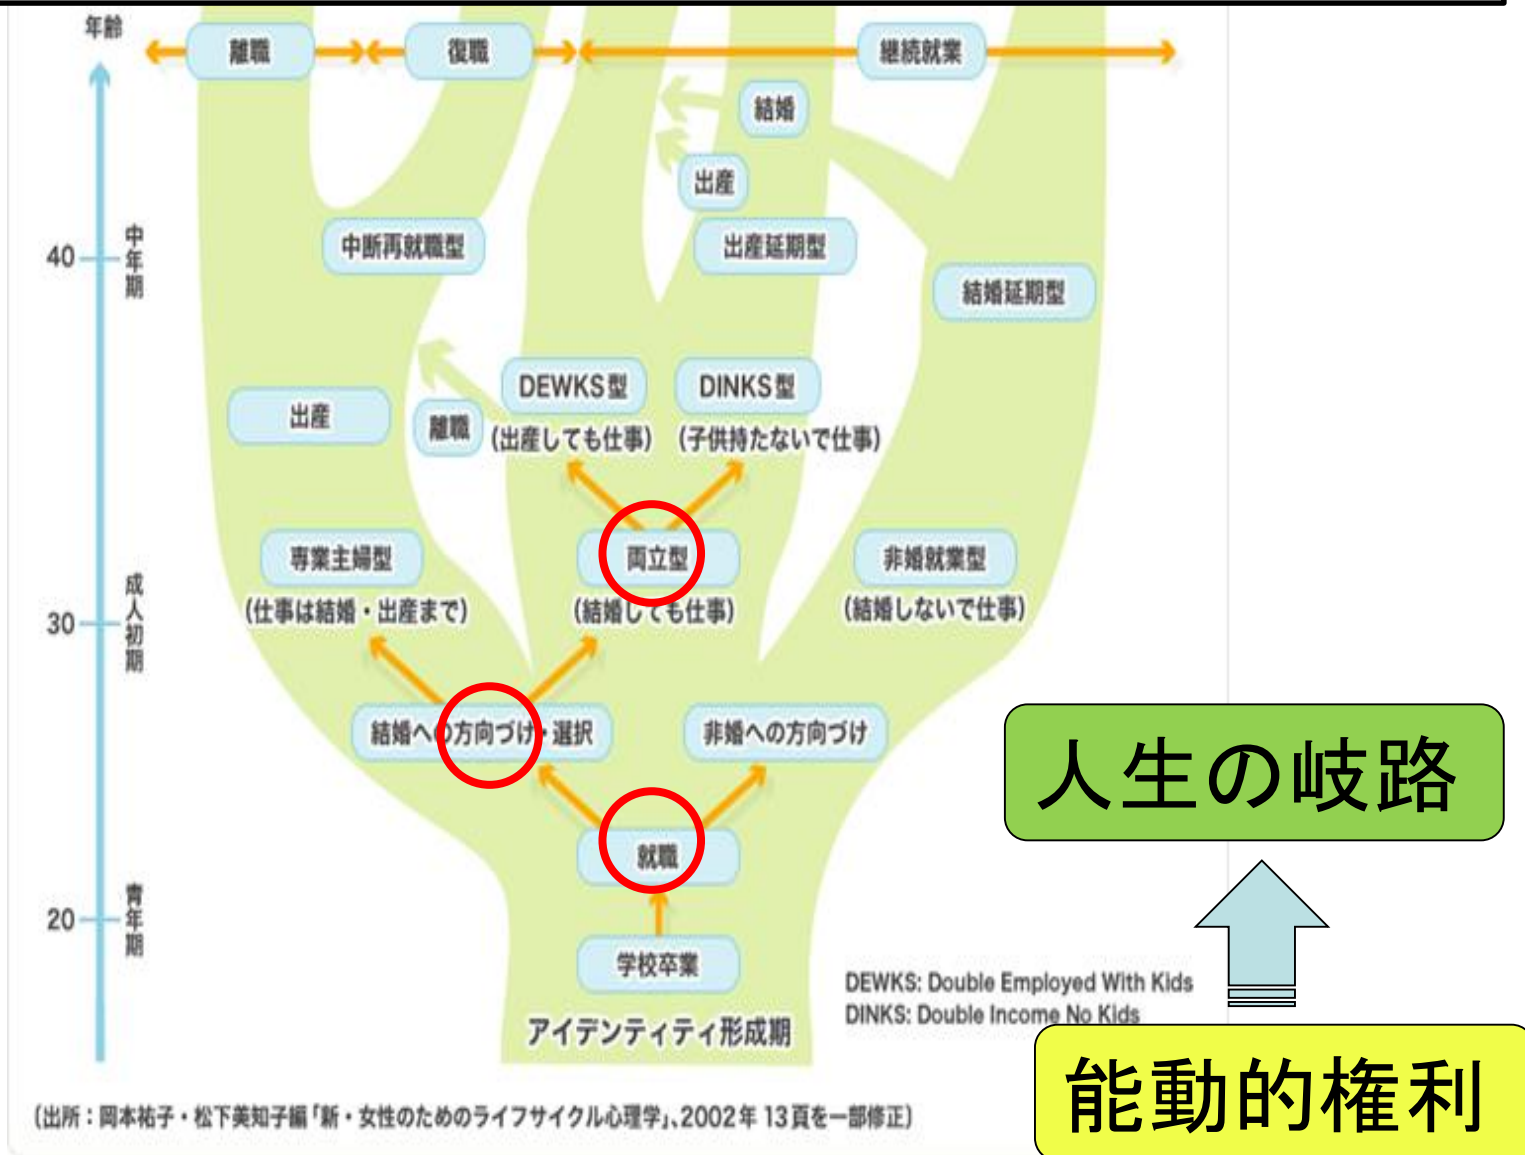 年齢
離職
復職
継続就業
結婚
出産
中断再就職型
出産延期型
40
中年期
結婚延期型
DEWKS型
DINKS型
出産
離職
(出産しても仕事)
(子供持たないで仕事)
専業主婦型
両立型
非婚就業型
成人初期
30
(仕事は結婚・出産まで)
(結婚しても仕事)
(結婚しないで仕事)
結婚への方向づけ・選択
非婚への方向づけ
人生の岐路
就職
20
青年期
学校卒業
DEWKS: Double Employed With Kids
DINKS: Double Income No Kids
アイデンティティ形成期
能動的権利
(出所:岡本祐子・松下美知子編「新・女性のためのライフサイクル心理学」、2002年 13頁を一部修正)